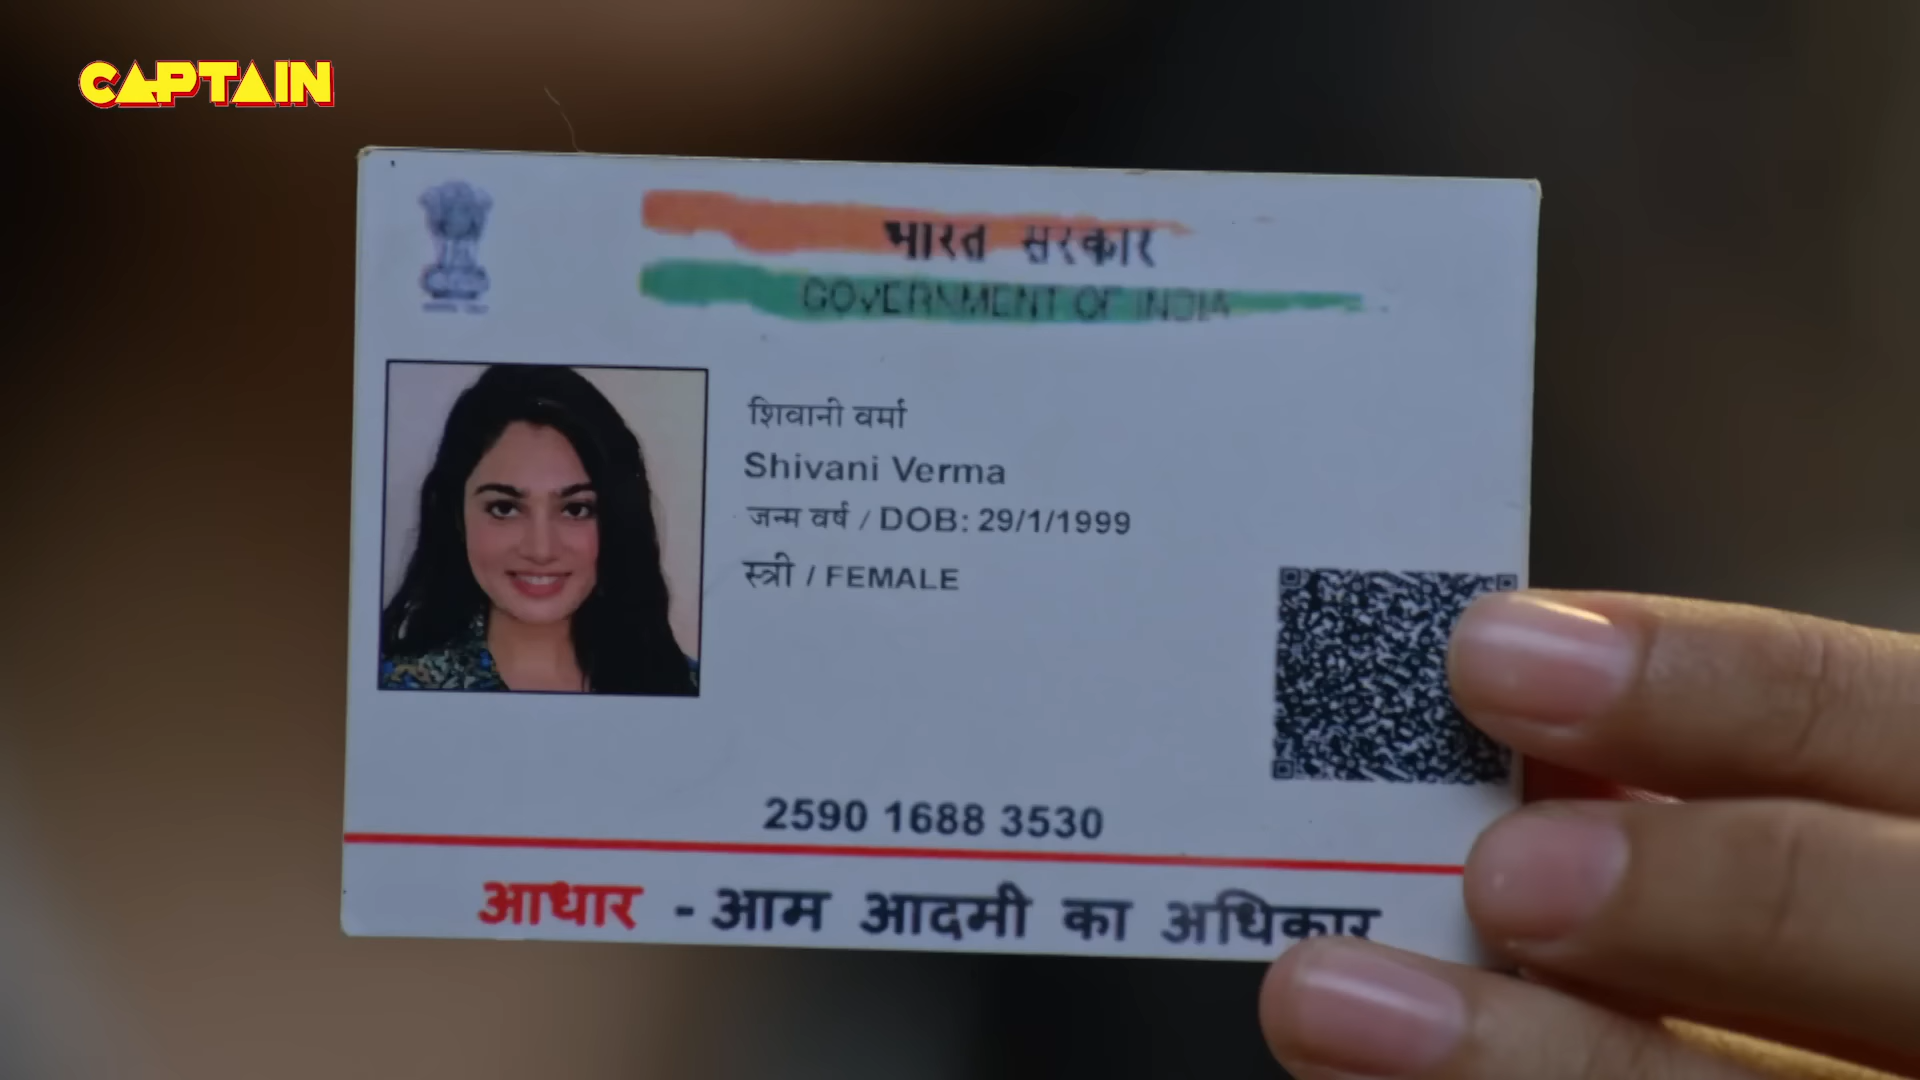 CAPTAIN
भारत सरकार
GOVERNMENT OF INDIA
शिवानी वर्मा
Shivani Verma
जन्म वर्ष / DOB: 29/1/1999
स्त्री / FEMALE
2590 1688 3530
आधार - आम आदमी का अधिकार